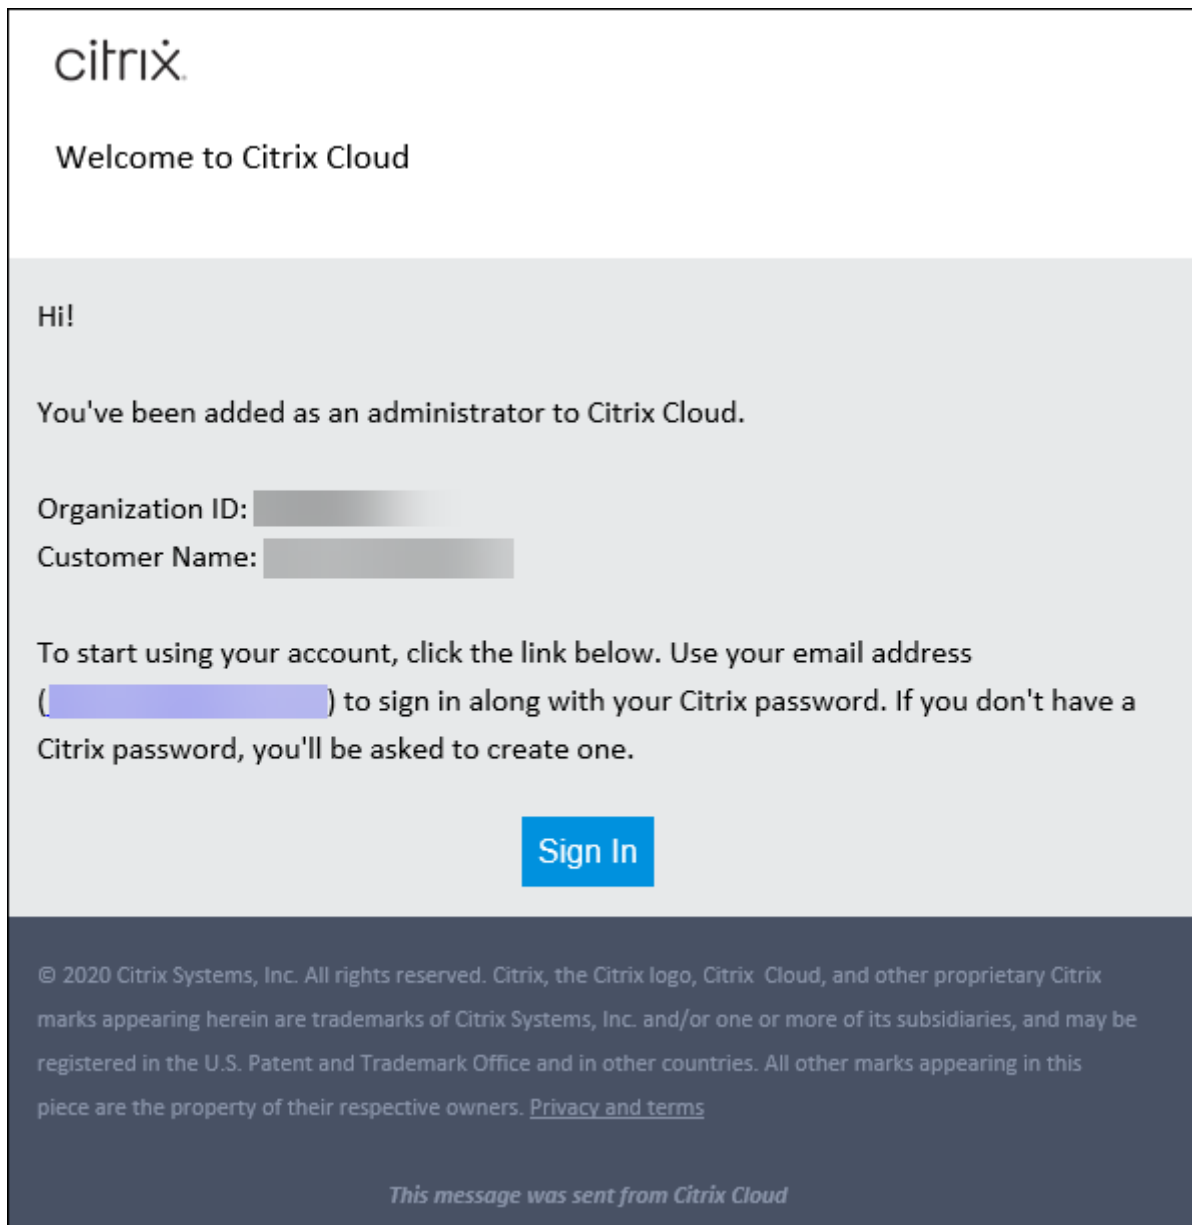 citrix
Welcome to Citrix Cloud
Hi!
You've been added as an administrator to Citrix Cloud.
Organization ID:
Customer Name:
To start using your account, click the link below. Use your email address
( ) to sign in along with your Citrix password. If you don't have a
Citrix password, you'll be asked to create one.
Sign In
© 2020 Citrix Systems, Inc. All rights reserved. Citrix, the Citrix logo, Citrix Cloud, and other proprietary Citrix
marks appearing herein are trademarks of Citrix Systems, Inc. and/or one or more of its subsidiaries, and may be
registered in the U.S. Patent and Trademark Office and in other countries. All other marks appearing in this
piece are the property of their respective owners. Privacy and terms
This message was sent from Citrix Cloud